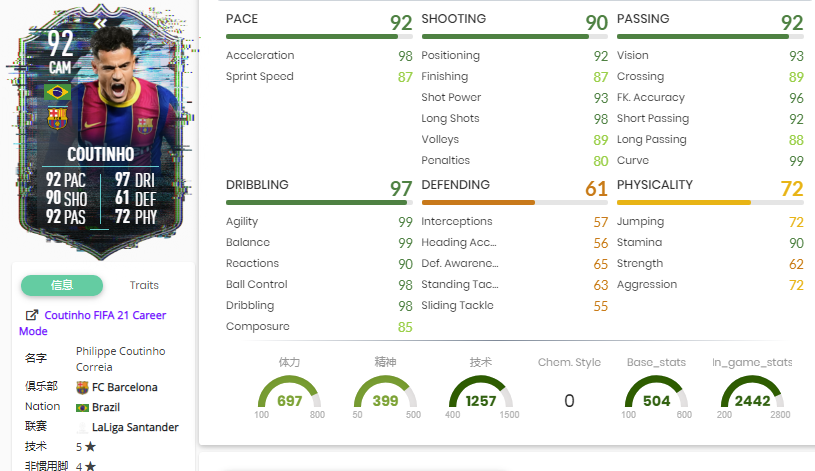 92
CAM
COUTINHO
92 PAC 97 DRI
90 SHO 61 DEF
92 PAS 72 PHY
信息 Traits
Coutinho FIFA 21 Career
Mode
名字 Philippe Coutinho
Correia
俱乐部 FC Barcelona
Nation Brazil
联赛 LaLiga Santander
技术 5 ★
非惯用脚 4 ★
PACE 92 SHOOTING 90 PASSING 92
Acceleration 98 Positioning 92 Vision 93
Sprint Speed 87 Finishing 87 Crossing 89
Shot Power 93 FK. Accuracy 96
Long Shots 98 Short Passing 92
Volleys 89 Long Passing 88
Penalties 80 Curve 99
DRIBBLING 97 DEFENDING 61 PHYSICALITY 72
Agility 99 Interceptions 57 Jumping 72
Balance 99 Heading Acc... 56 Stamina 90
Reactions 90 Def. Awarene... 65 Strength 62
Ball Control 98 Standing Tac... 63 Aggression 72
Dribbling 98 Sliding Tackle 55
Composure 85
体力 精神 技术 Chem. Style Base_stats In_game_stats
697 399 1257 0 504 2442
100 800 50 500 400 1500 100 600 200 2800